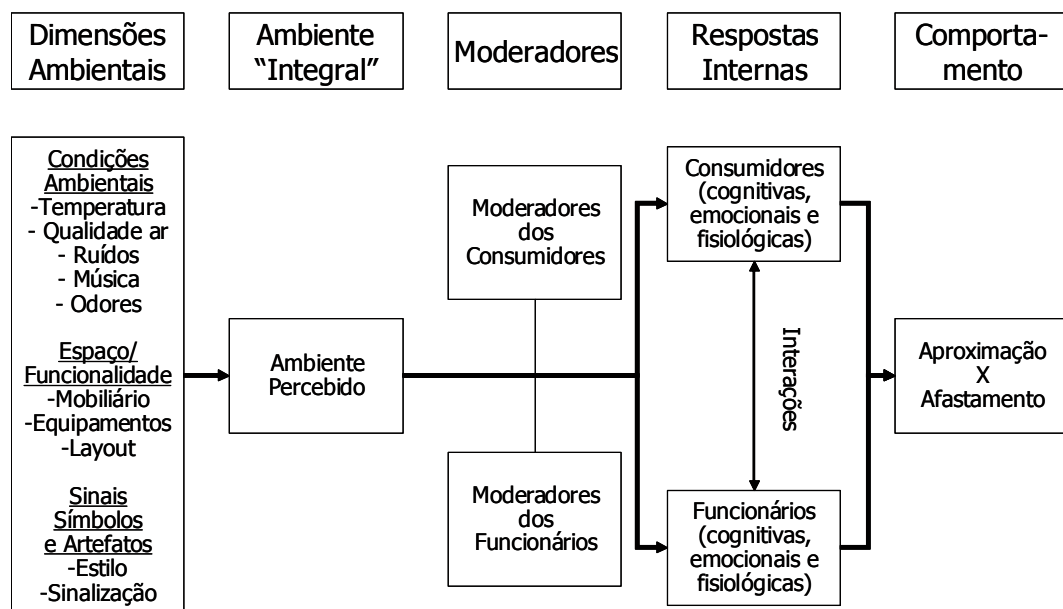 Dimensões
Ambientais
Ambiente
“Integral”
Moderadores
Respostas
Internas
Comporta-
mento
Condições
Ambientais
-Temperatura
- Qualidade ar
- Ruídos
- Música
- Odores
Espaço/
Funcionalidade
-Mobiliário
-Equipamentos
-Layout
Sinais
Símbolos
e Artefatos
-Estilo
-Sinalização
Ambiente
Percebido
Moderadores
dos
Consumidores
Moderadores
dos
Funcionários
Consumidores
(cognitivas,
emocionais e
fisiológicas)
Interações
Funcionários
(cognitivas,
emocionais e
fisiológicas)
Aproximação
X
Afastamento